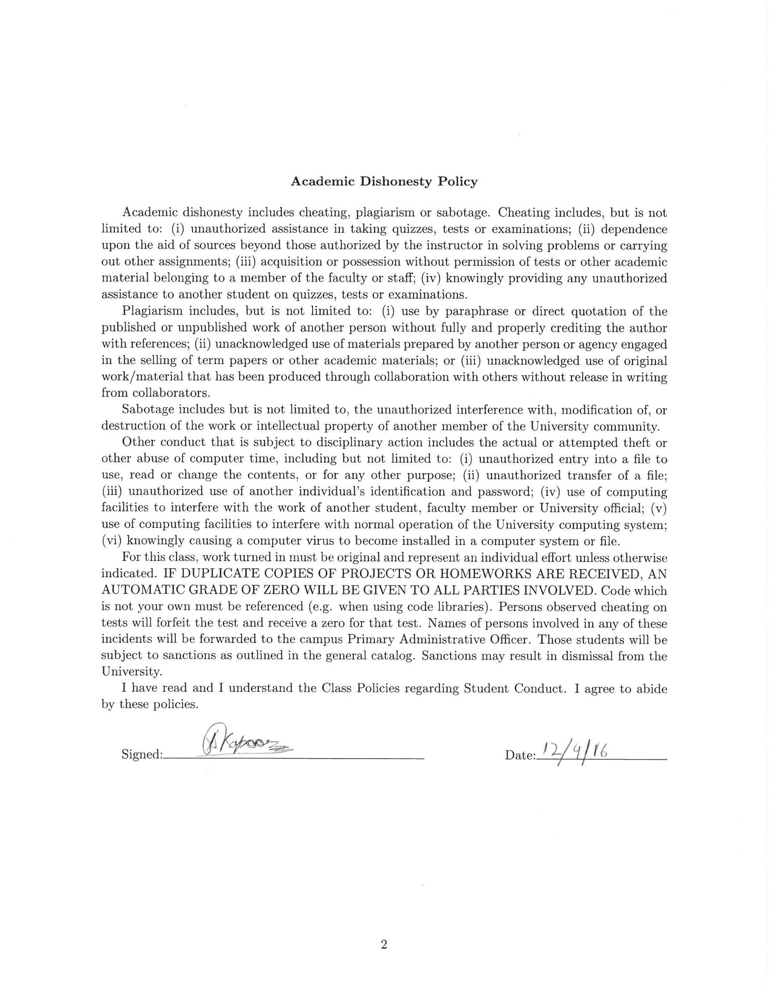 Academic Dishonesty Policy
Academic dishonesty includes cheating, plagiarism or sabotage. Cheating includes, but is not
limited to: (i) unauthorized assistance in taking quizzes, tests or examinations; (ii) dependence
upon the aid of sources beyond those authorized by the instructor in solving problems or carrying
out other assignments; (iii) acquisition or possession without permission of tests or other academic
material belonging to a member of the faculty or staff; (iv) knowingly providing any unauthorized
assistance to another student on quizzes, tests or examinations.
Plagiarism includes, but is not limited to: (i) use by paraphrase or direct quotation of the
published or unpublished work of another person without fully and properly crediting the author
with references; (ii) unacknowledged use of materials prepared by another person or agency engaged
in the selling of term papers or other academic materials; or (iii) unacknowledged use of original
work/material that has been produced through collaboration with others without release in writing
from collaborators.
Sabotage includes but is not limited to, the unauthorized interference with, modification of, or
destruction of the work or intellectual property of another member of the University community.
Other conduct that is subject to disciplinary action includes the actual or attempted theft or
other abuse of computer time, including but not limited to: (i) unauthorized entry into a file to
use, read or change the contents, or for any other purpose; (ii) unauthorized transfer of a file;
(iii) unauthorized use of another individual's identification and password; (iv) use of computing
facilities to interfere with the work of another student, faculty member or University official; (v)
use of computing facilities to interfere with normal operation of the University computing system;
(vi) knowingly causing a computer virus to become installed in a computer system or file.
For this class, work turned in must be original and represent an individual effort unless otherwise
indicated. IF DUPLICATE COPIES OF PROJECTS OR HOMEWORKS ARE RECEIVED, AN
AUTOMATIC GRADE OF ZERO WILL BE GIVEN TO ALL PARTIES INVOLVED. Code which
is not your own must be referenced (e.g. when using code libraries). Persons observed cheating on
tests will forfeit the test and receive a zero for that test. Names of persons involved in any of these
incidents will be forwarded to the campus Primary Administrative Officer. Those students will be
subject to sanctions as outlined in the general catalog. Sanctions may result in dismissal from the
University.
I have read and I understand the Class Policies regarding Student Conduct. I agree to abide
by these policies.
Signed: Kapoor Date: 12/9/16
2